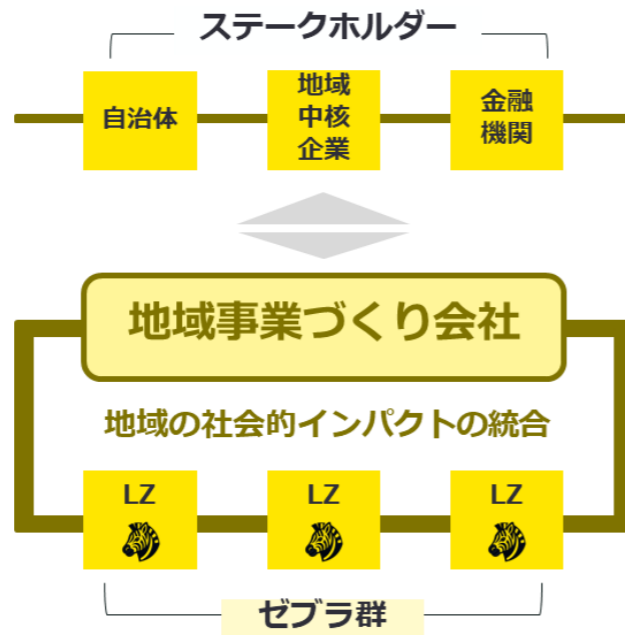 ステークホルダー
自治体
地域
中核
企業
金融
機関
地域事業づくり会社
地域の社会的インパクトの統合
LZ
LZ
LZ
ゼブラ群